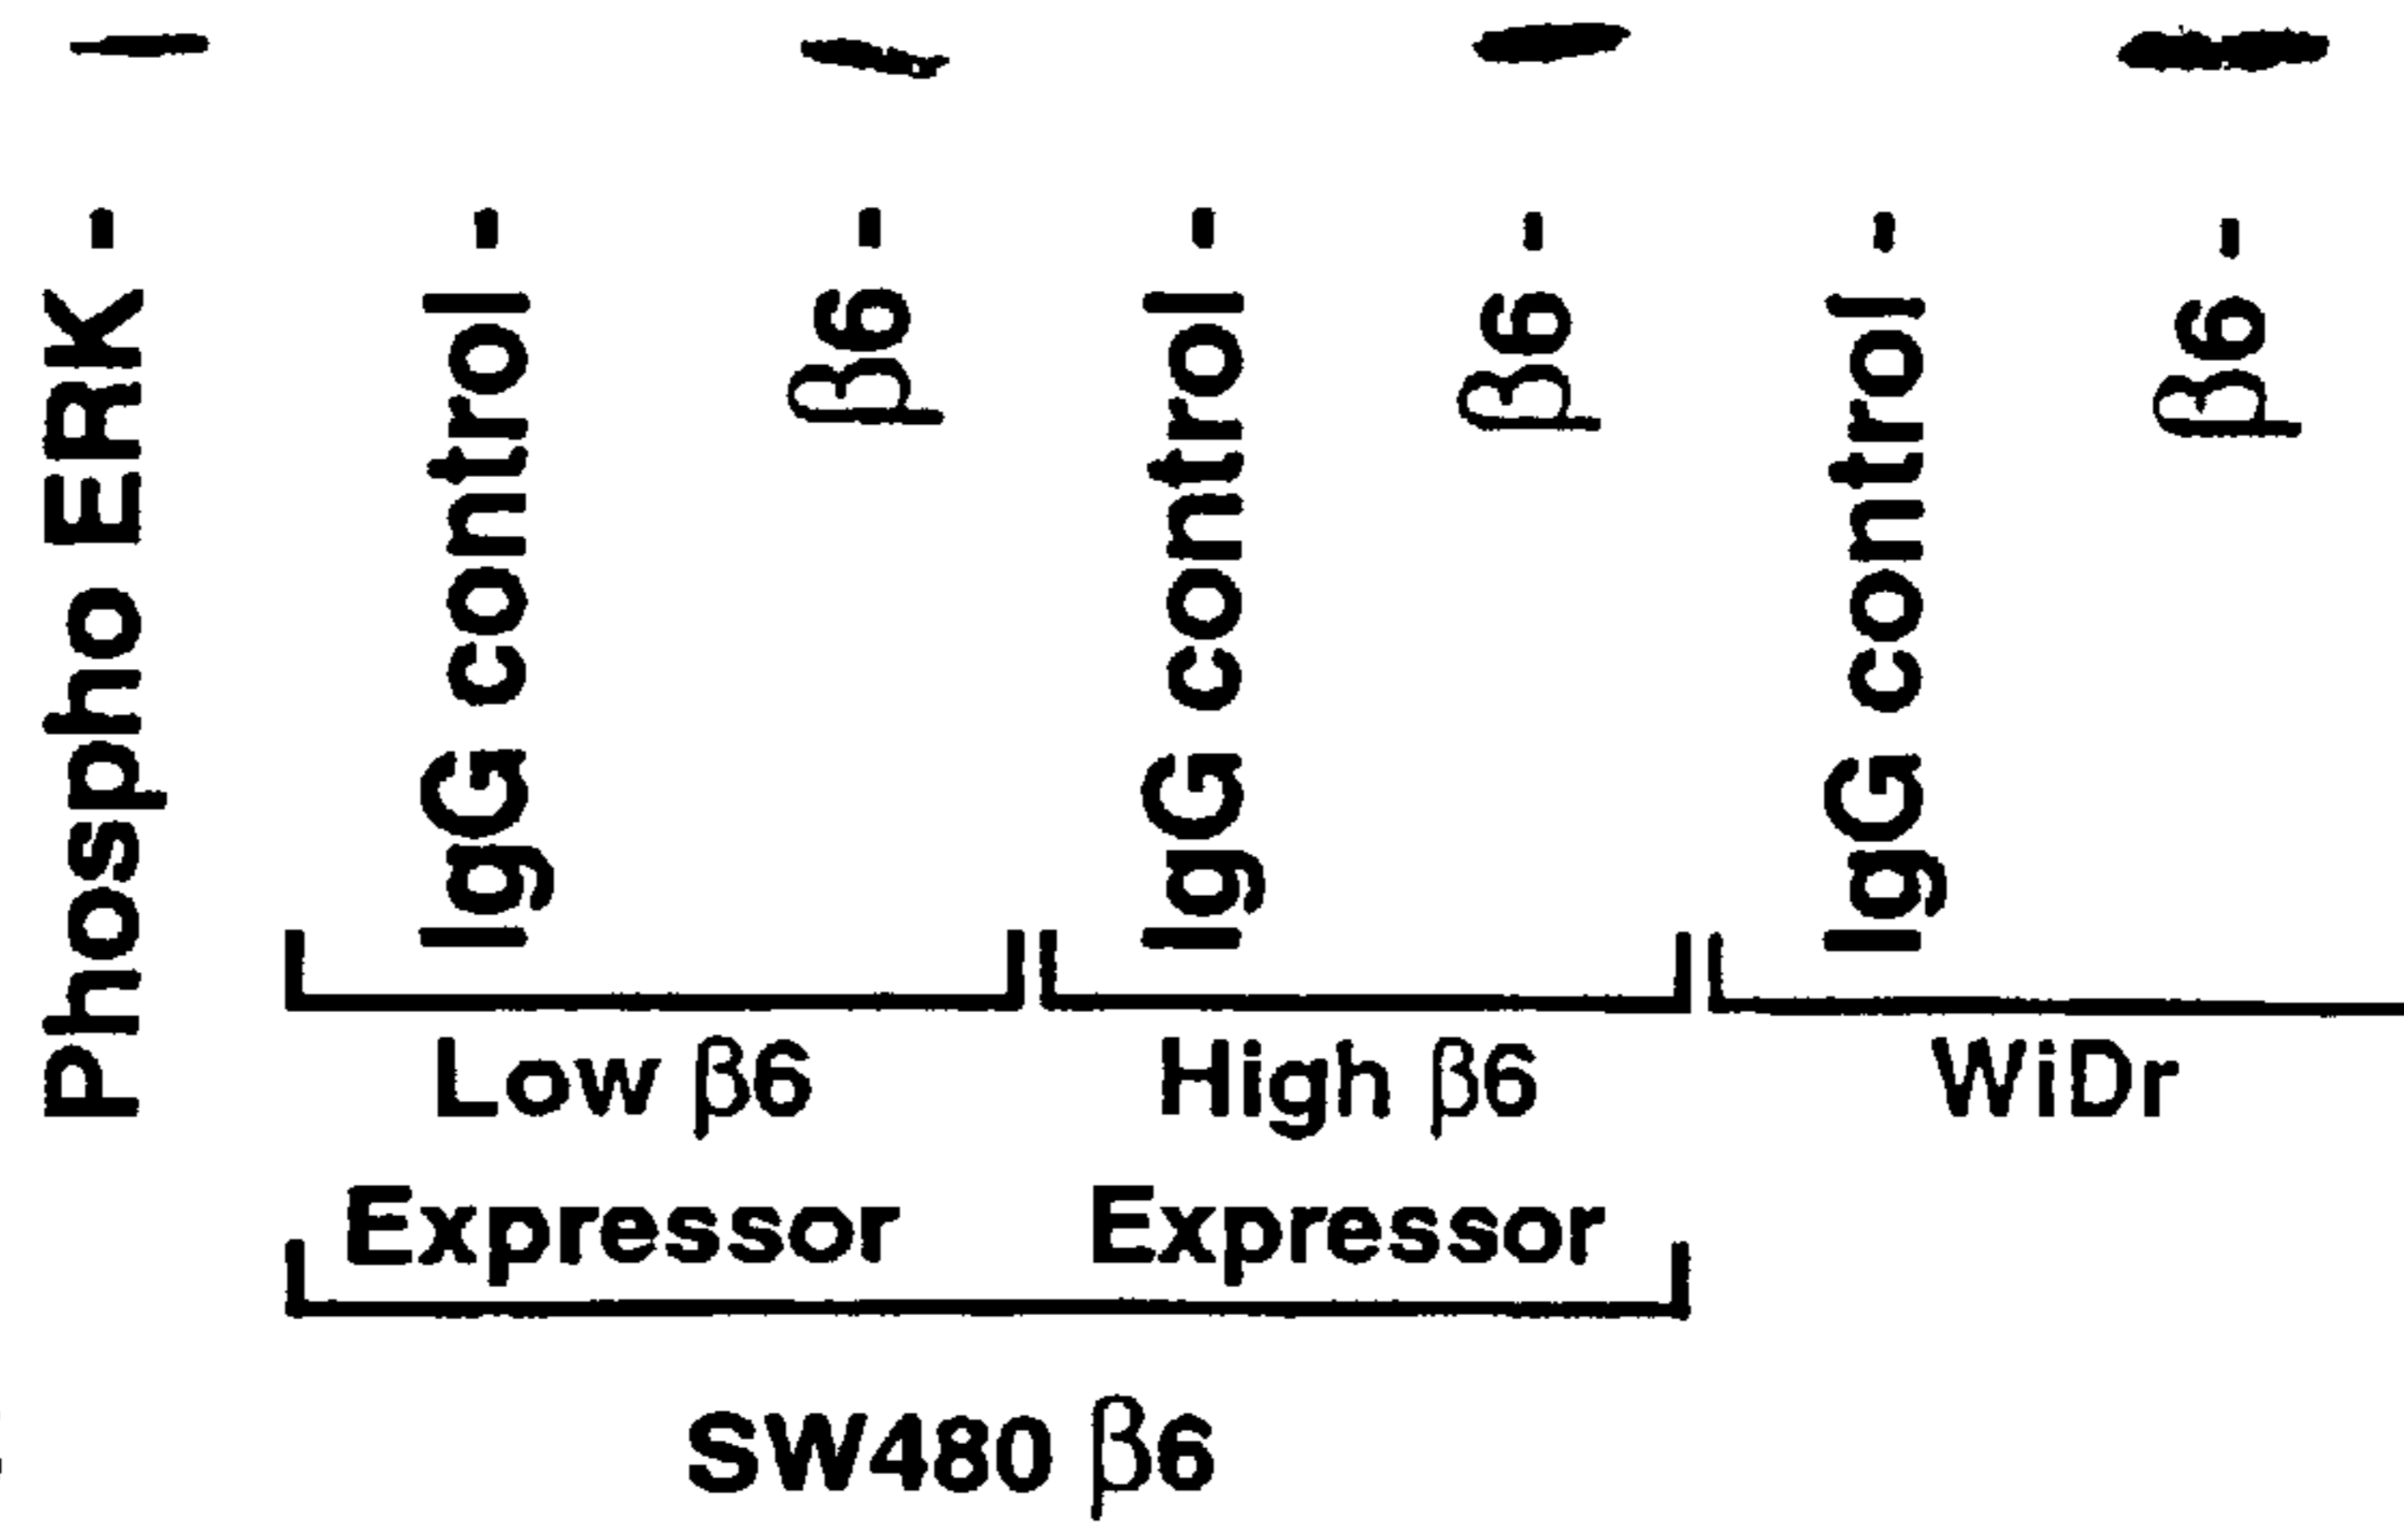 Phospho ERK
IgG control
β6
IgG control
β6
IgG control
β6
Low β6
Expressor
High β6
Expressor
WiDr
SW480 β6